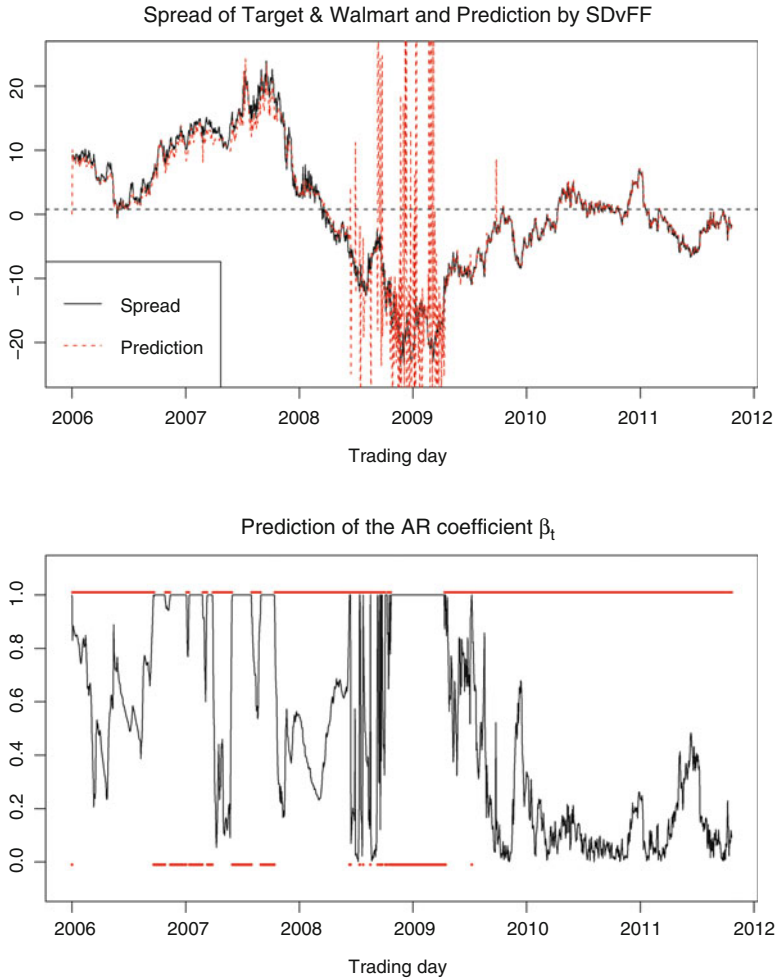 Spread of Target & Walmart and Prediction by SDvFF
20
10
0
−10
−20
Spread
Prediction
2006 2007 2008 2009 2010 2011 2012
Trading day
Prediction of the AR coefficient βt
1.0
0.8
0.6
0.4
0.2
0.0
2006 2007 2008 2009 2010 2011 2012
Trading day